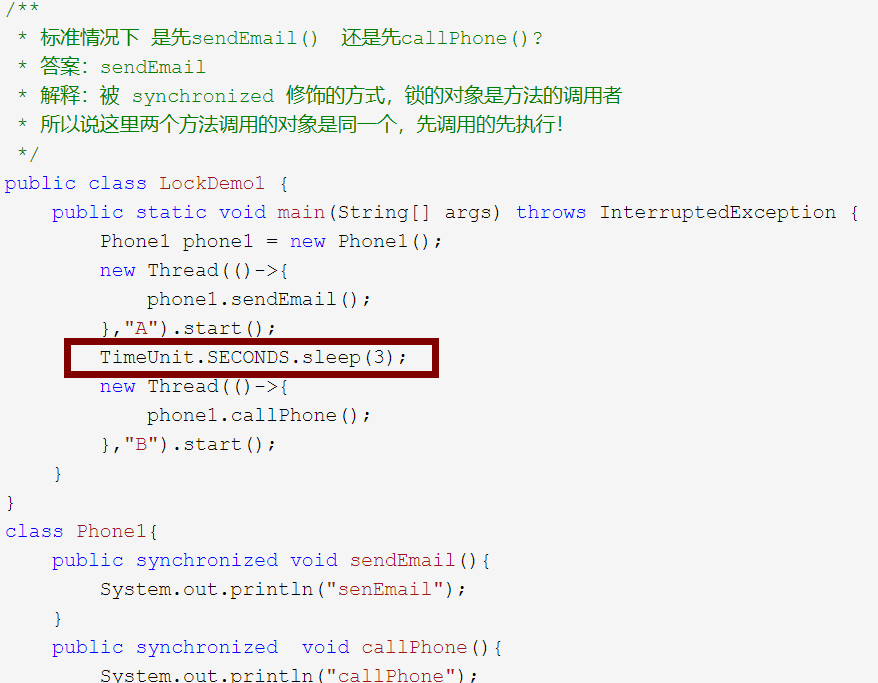 /**
 * 标准情况下 是先sendEmail()  还是先callPhone()?
 * 答案：sendEmail
 * 解释：被 synchronized 修饰的方式，锁的对象是方法的调用者
 * 所以说这里两个方法调用的对象是同一个，先调用的先执行！
 */
public class LockDemo1 {
    public static void main(String[] args) throws InterruptedException {
        Phone1 phone1 = new Phone1();
        new Thread(()->{
            phone1.sendEmail();
        },"A").start();
        TimeUnit.SECONDS.sleep(3);
        new Thread(()->{
            phone1.callPhone();
        },"B").start();
    }
}
class Phone1{
    public synchronized void sendEmail(){
        System.out.println("senEmail");
    }
    public synchronized  void callPhone(){
        System.out.println("callPhone");